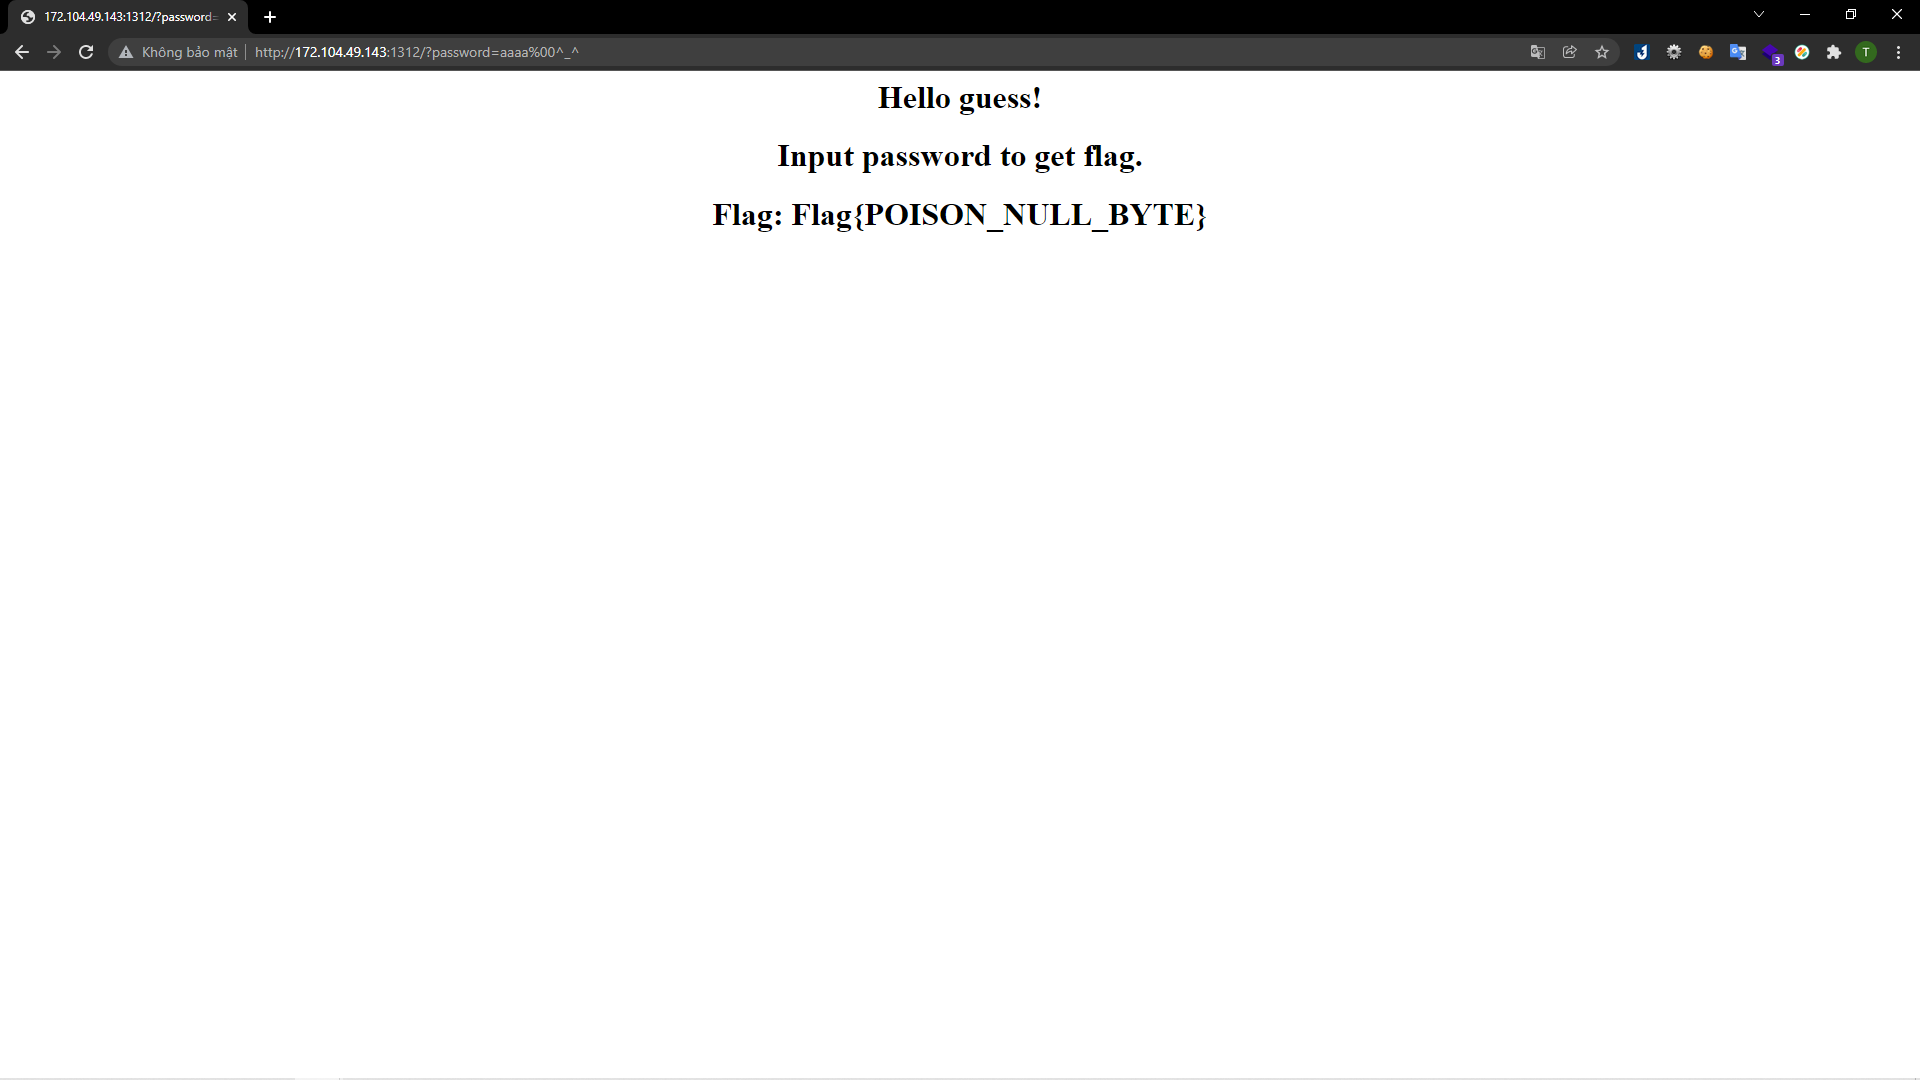 172.104.49.143:1312/?password=
Không bảo mật http://172.104.49.143:1312/?password=aaaa%00^_^
3
T
Hello guess!
Input password to get flag.
Flag: Flag{POISON_NULL_BYTE}